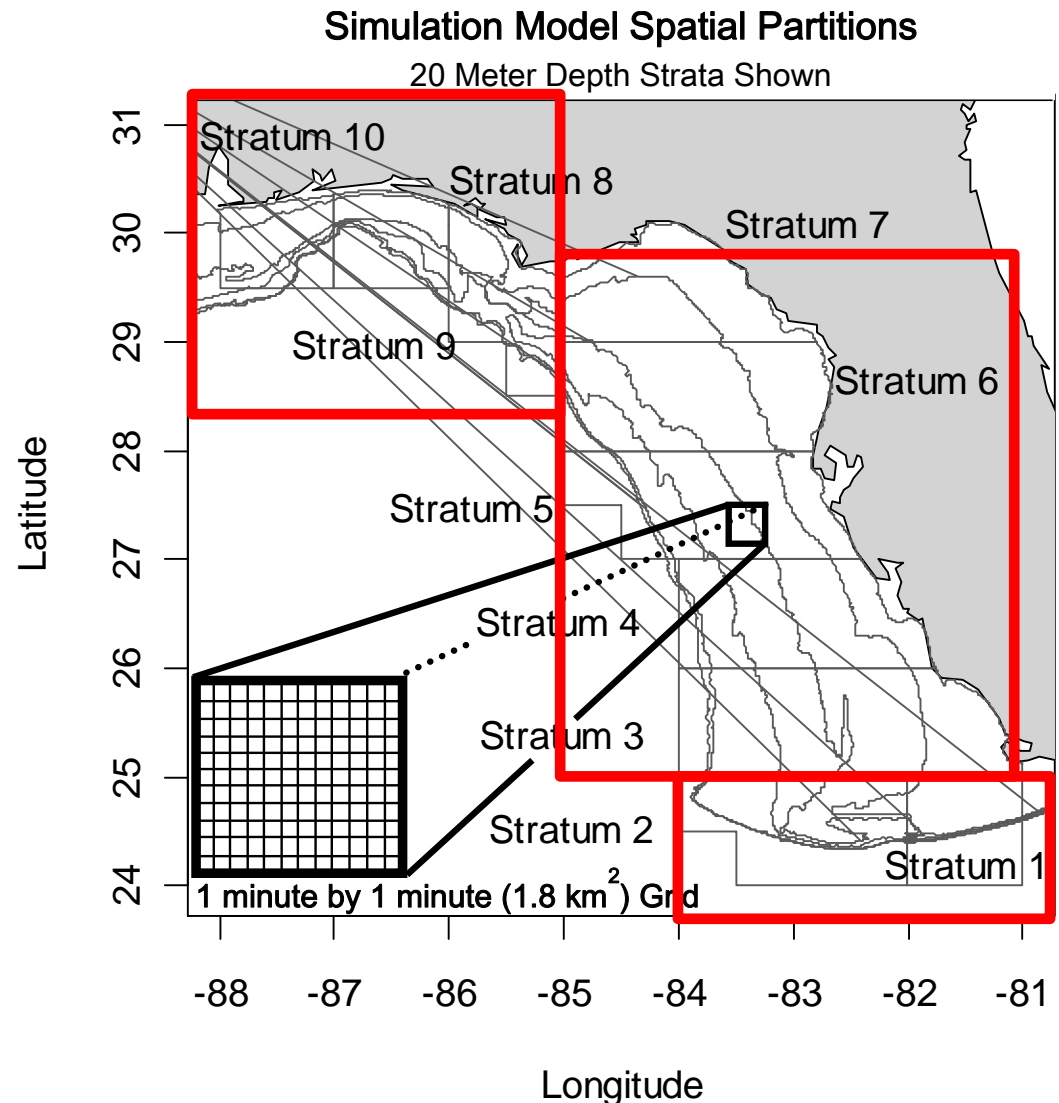 Simulation Model Spatial Partitions
20 Meter Depth Strata Shown
Stratum 10
Stratum 8
Stratum 7
Stratum 9
Stratum 6
Stratum 5
Stratum 4
Stratum 3
Stratum 2
Stratum 1
1 minute by 1 minute (1.8 km²) Grid
Latitude
31
30
29
28
27
26
25
24
-88 -87 -86 -85 -84 -83 -82 -81
Longitude